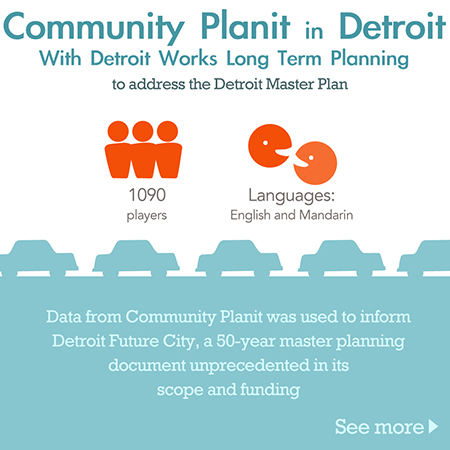 Community Planit in Detroit
With Detroit Works Long Term Planning
to address the Detroit Master Plan
1090
players
Languages:
English and Mandarin
Data from Community Planit was used to inform
Detroit Future City, a 50-year master planning
document unprecedented in its
scope and funding
See more